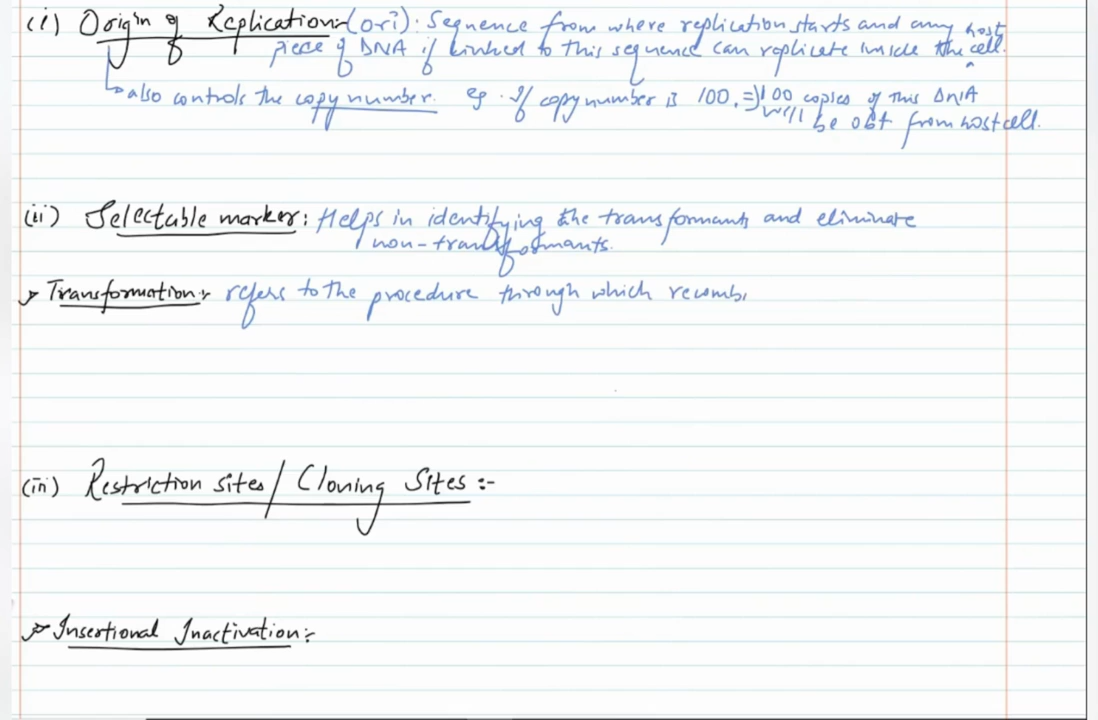 (i) Origin of Replication:- (ori): Sequence from where replication starts and any
piece of DNA if linked to this sequence can replicate inside the host cell.
↳ also controls the copy number. eg. If copy number is 100, => 100 copies of this DNA
will be obt from host cell.
(ii) Selectable marker: Helps in identifying the transformants and eliminate
non-transformants.
➢ Transformation:- refers to the procedure through which recombi
(iii) Restriction sites / Cloning Sites :-
➢ Insertional Inactivation:-